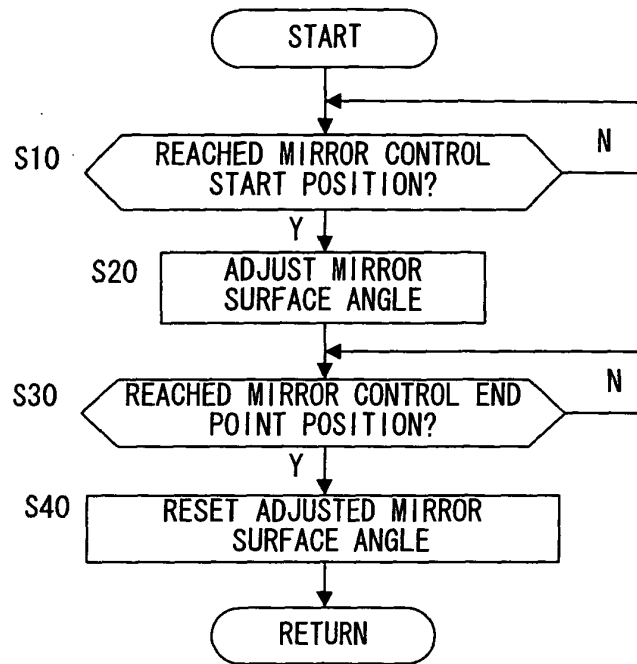 START
N
S10
REACHED MIRROR CONTROL
START POSITION?
Y
S20
ADJUST MIRROR
SURFACE ANGLE
N
S30
REACHED MIRROR CONTROL END
POINT POSITION?
Y
S40
RESET ADJUSTED MIRROR
SURFACE ANGLE
RETURN